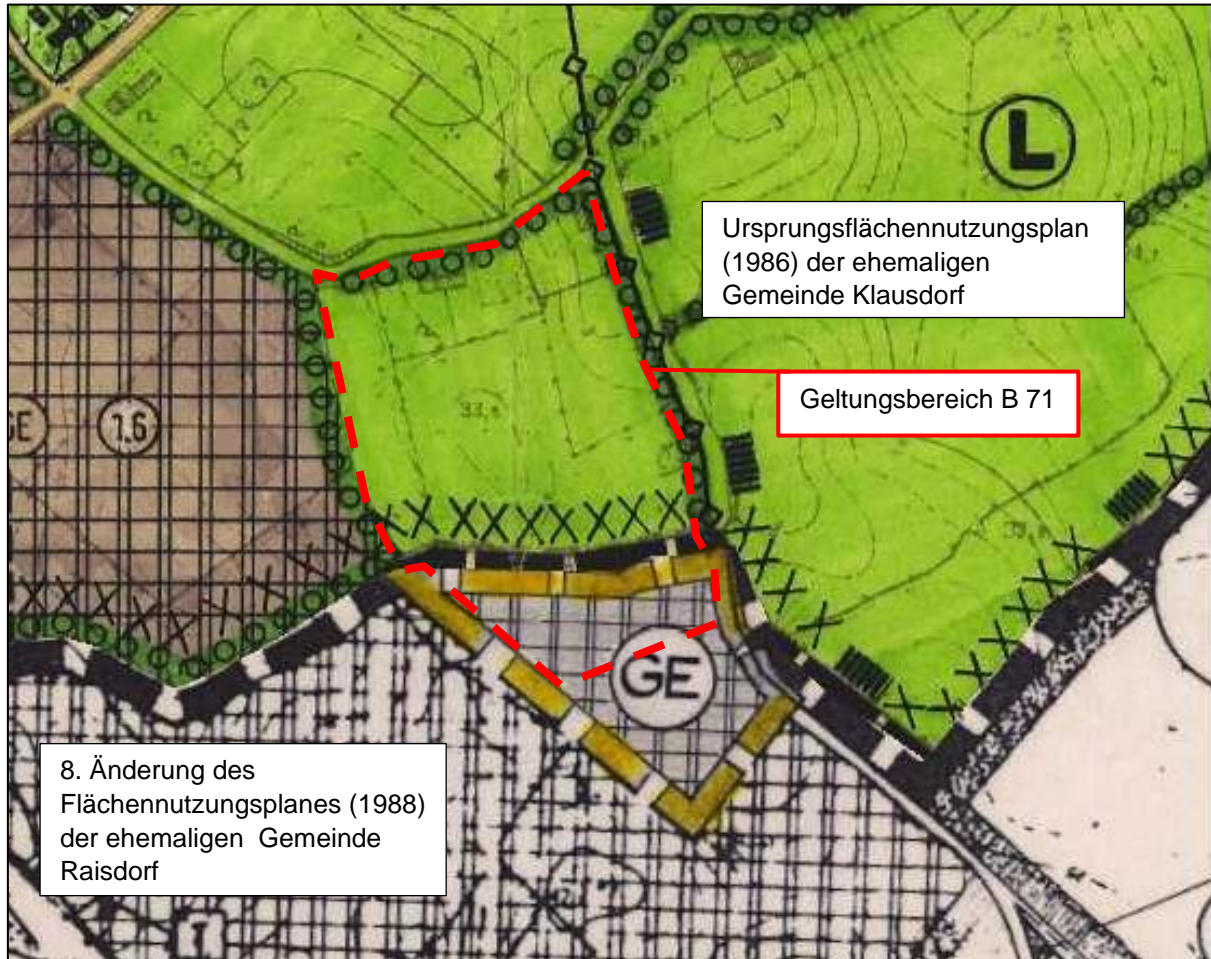 L
Ursprungsflächennutzungsplan
(1986) der ehemaligen
Gemeinde Klausdorf
Geltungsbereich B 71
GE
1.6
GE
8. Änderung des
Flächennutzungsplanes (1988)
der ehemaligen Gemeinde
Raisdorf